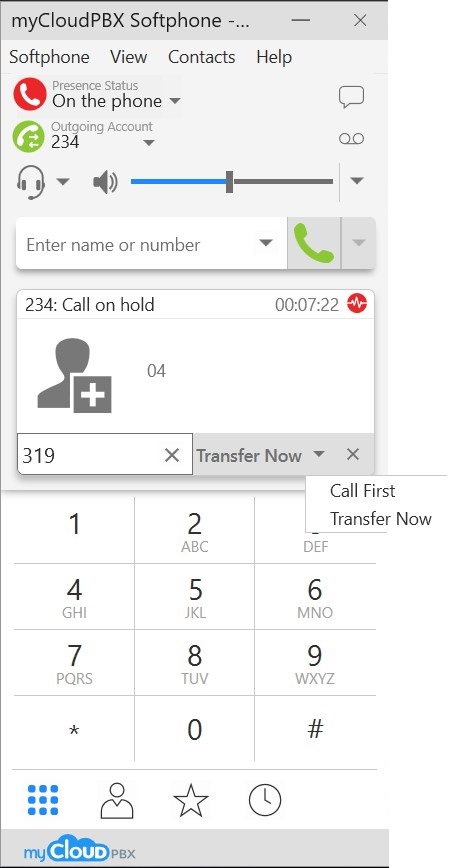 myCloudPBX Softphone -...
Softphone View Contacts Help
Presence Status
On the phone
Outgoing Account
234
Enter name or number
234: Call on hold 00:07:22
04
319 Transfer Now
Call First
Transfer Now
1 2
ABC DEF
4 5 6
GHI JKL MNO
7 8 9
PQRS TUV WXYZ
* 0 #
myCloudPBX